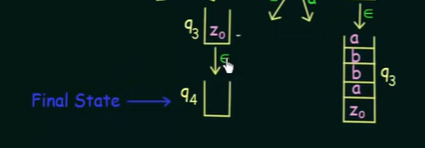 q₃ z₀
ϵ
Final State q₄
ϵ
a
b
b
a
z₀
q₃